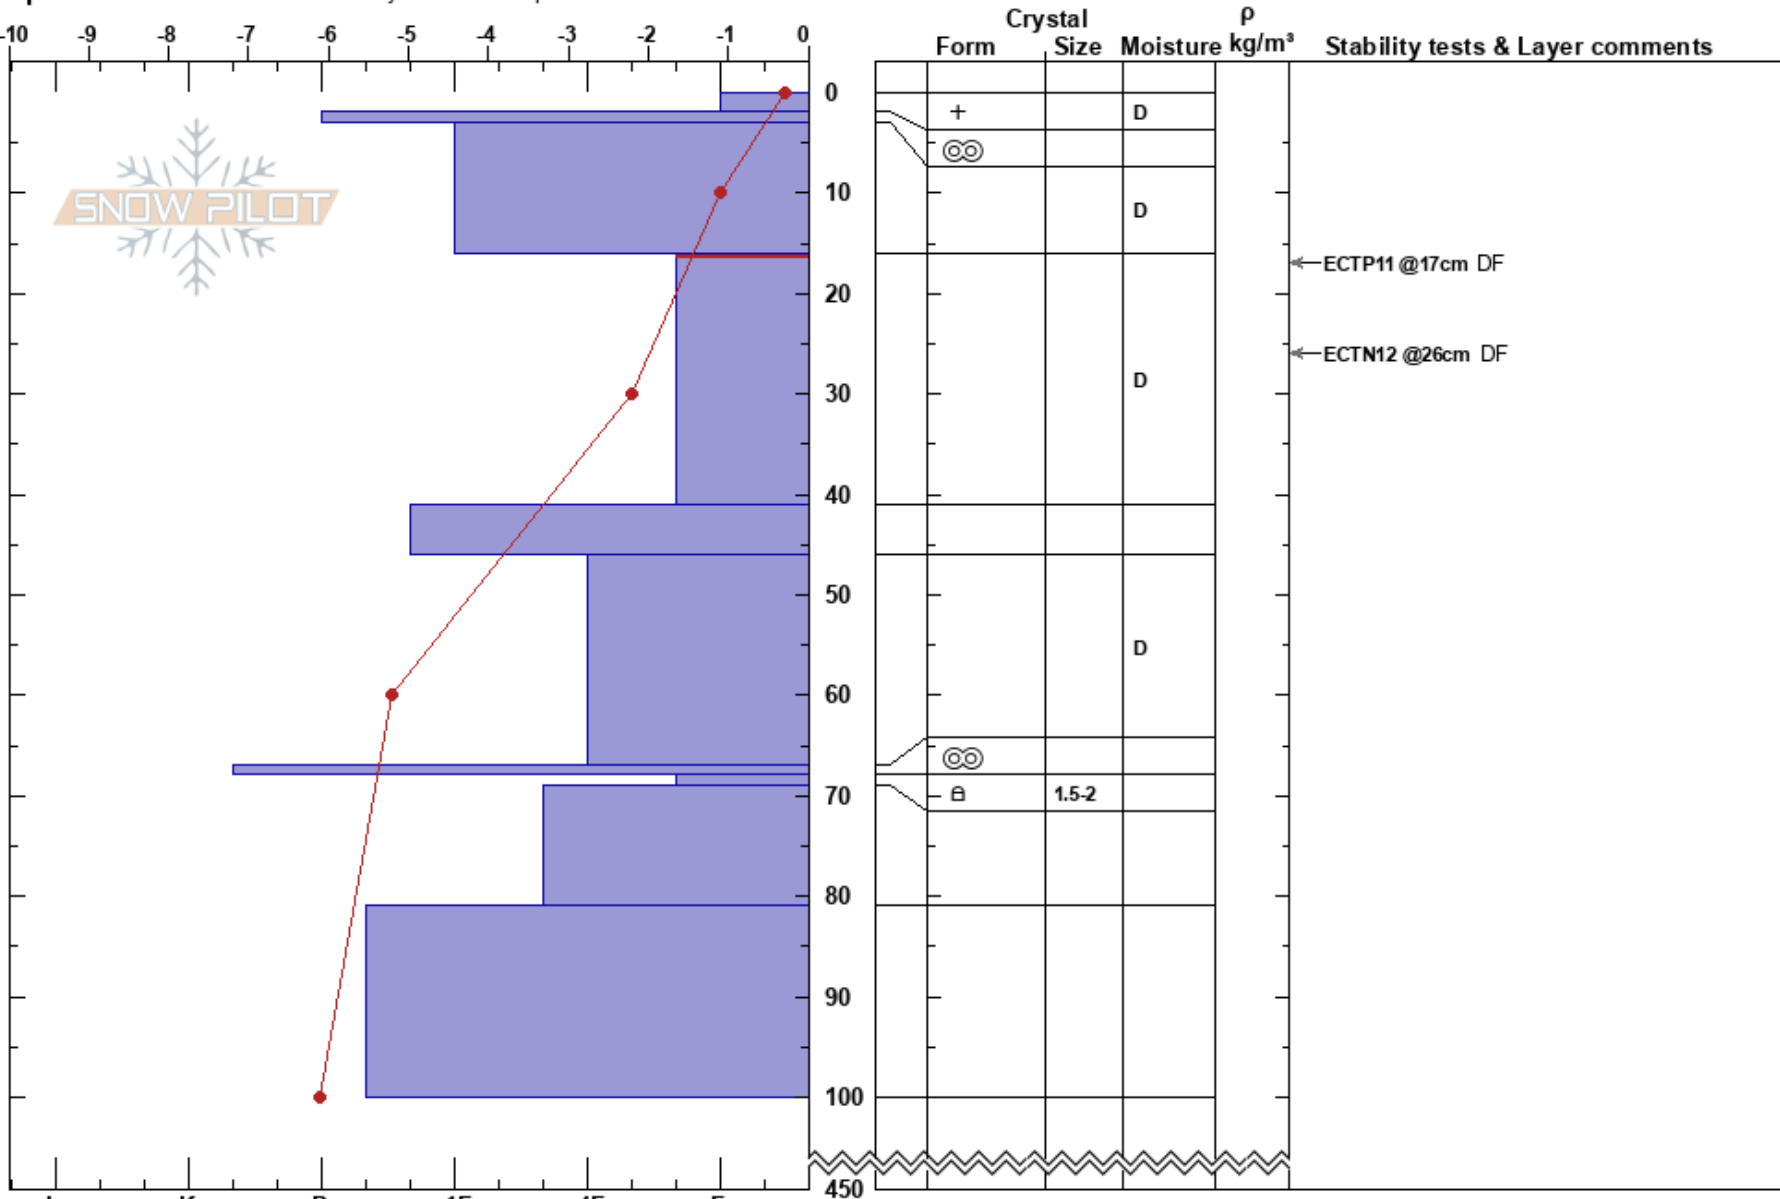 Crystal ρ
-10 -9 -8 -7 -6 -5 -4 -3 -2 -1 0 Form Size Moisture kg/m³ Stability tests & Layer comments
0
+ D
SNOW PILOT
10
D
ECTP11 @17cm DF
20
ECTN12 @26cm DF
D
30
40
50
D
60
70 1.5-2
80
90
100
450